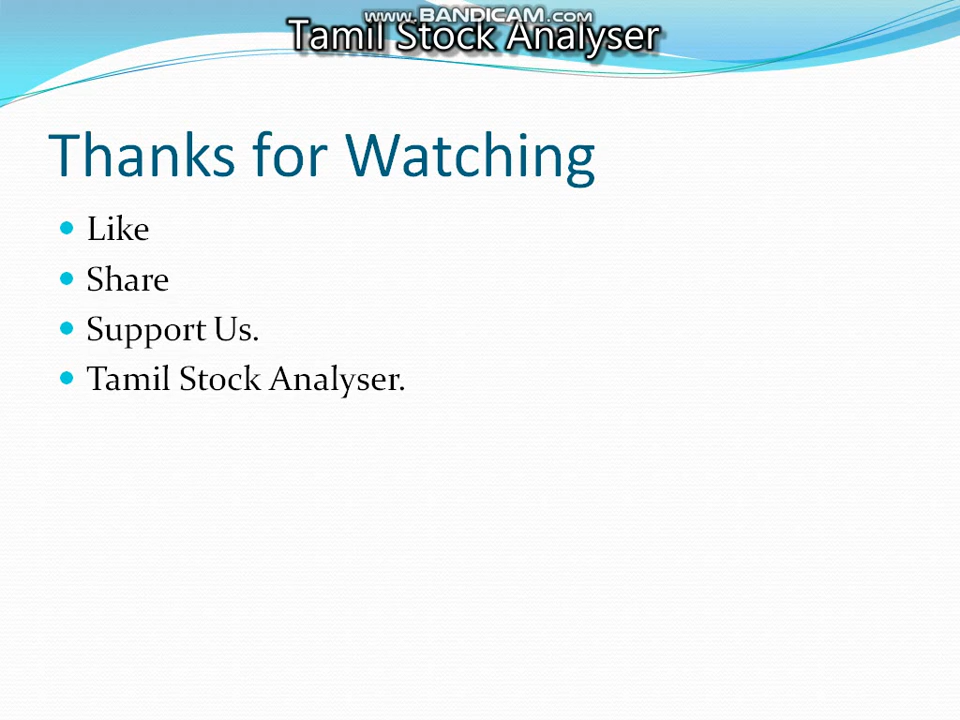 www.BANDICAM.com
Tamil Stock Analyser
Thanks for Watching
Like
Share
Support Us.
Tamil Stock Analyser.